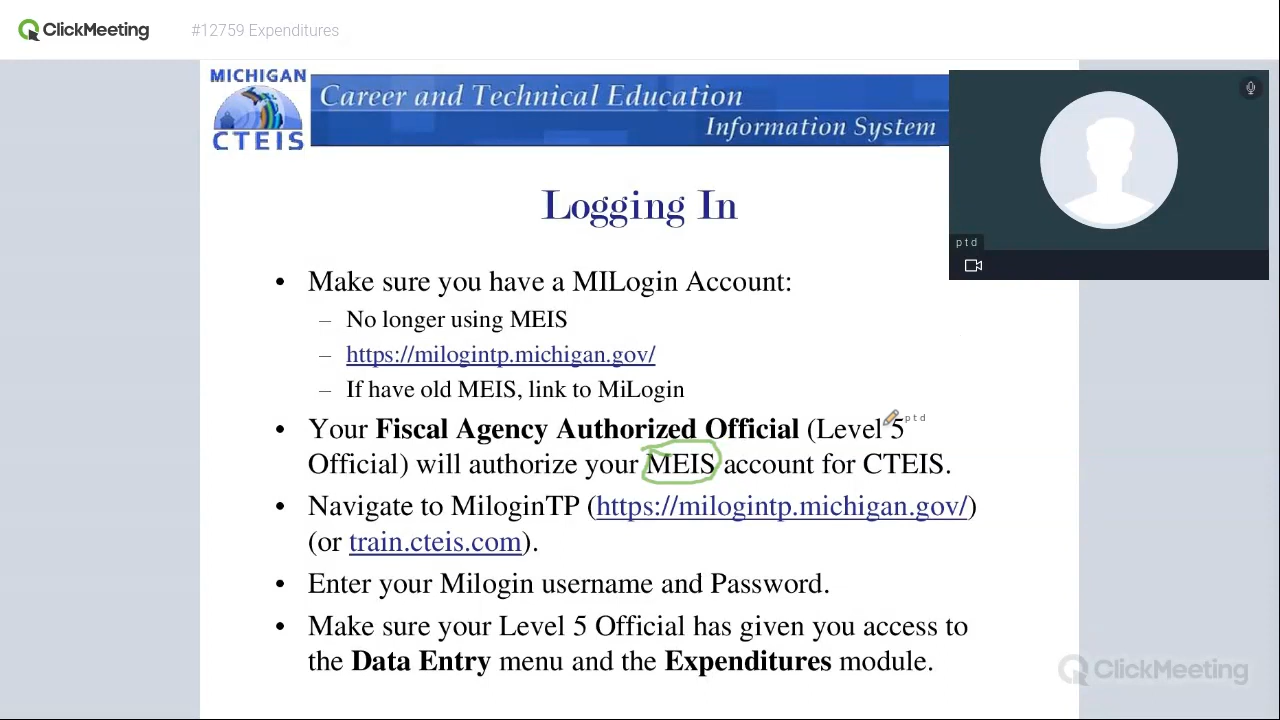 ClickMeeting #12759 Expenditures
MICHIGAN
CTEIS
Career and Technical Education
Information System
ptd
Logging In
• Make sure you have a MILogin Account:
– No longer using MEIS
– https://milogintp.michigan.gov/
– If have old MEIS, link to MiLogin
• Your Fiscal Agency Authorized Official (Level 5
ptd
Official) will authorize your MEIS account for CTEIS.
• Navigate to MiloginTP (https://milogintp.michigan.gov/)
(or train.cteis.com).
• Enter your Milogin username and Password.
• Make sure your Level 5 Official has given you access to
the Data Entry menu and the Expenditures module.
ClickMeeting